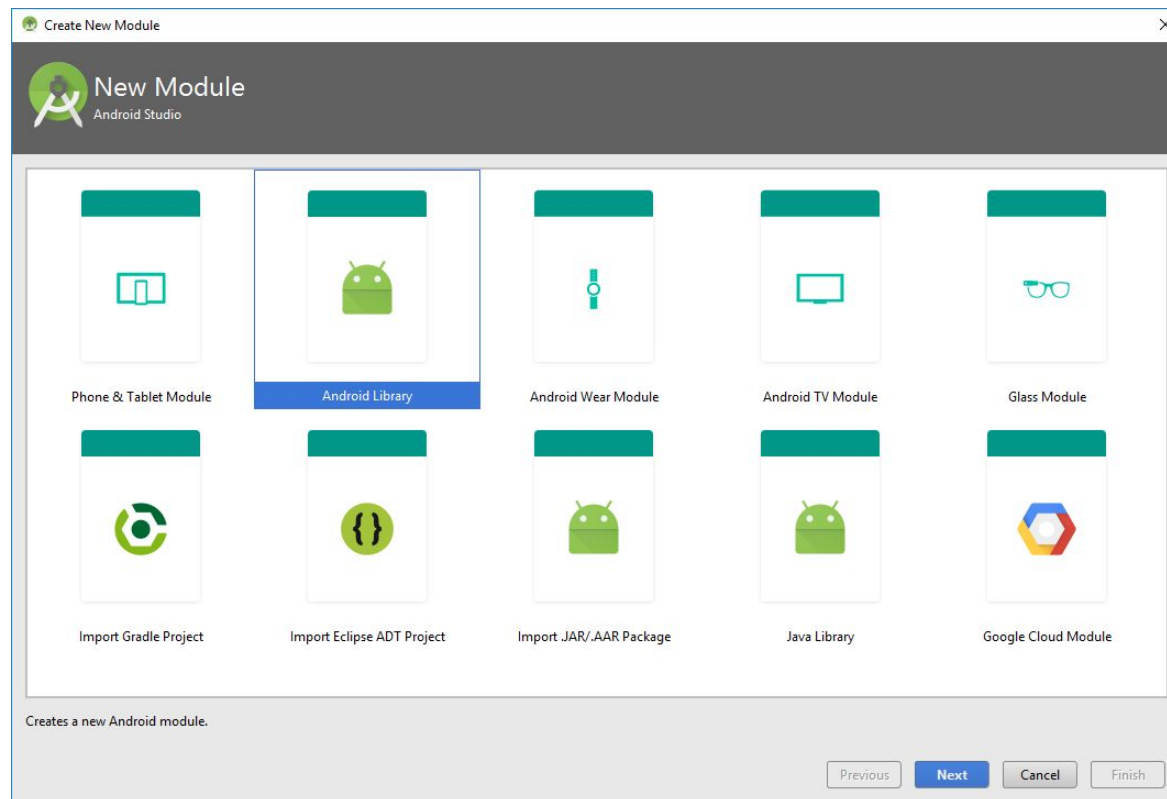 Create New Module
New Module
Android Studio
Phone & Tablet Module
Android Library
Android Wear Module
Android TV Module
Glass Module
{}
Import Gradle Project
Import Eclipse ADT Project
Import .JAR/.AAR Package
Java Library
Google Cloud Module
Creates a new Android module.
Previous
Next
Cancel
Finish